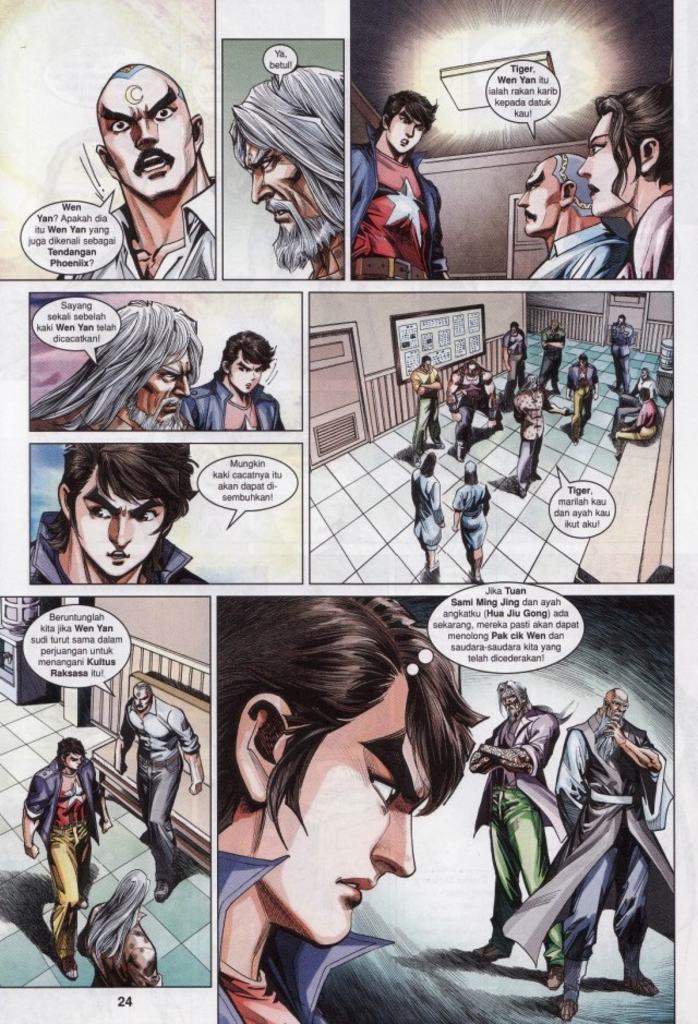 Wen
Yan? Apakah dia
itu Wen Yan yang
juga dikenali sebagai
Tendangan
Phoeniix?
Ya,
betul!
Tiger,
Wen Yan itu
ialah rakan karib
kepada datuk
kau!
Sayang
sekali sebelah
kaki Wen Yan telah
dicacatkan!
Mungkin
kaki cacatnya itu
akan dapat di-
sembuhkan!
Tiger,
marilah kau
dan ayah kau
ikut aku!
Beruntunglah
kita jika Wen Yan
sudi turut sama dalam
perjuangan untuk
menangani Kultus
Raksasa itu!
Jika Tuan
Sami Ming Jing dan ayah
angkatku (Hua Jiu Gong) ada
sekarang, mereka pasti akan dapat
menolong Pak cik Wen dan
saudara-saudara kita yang
telah dicederakan!
24